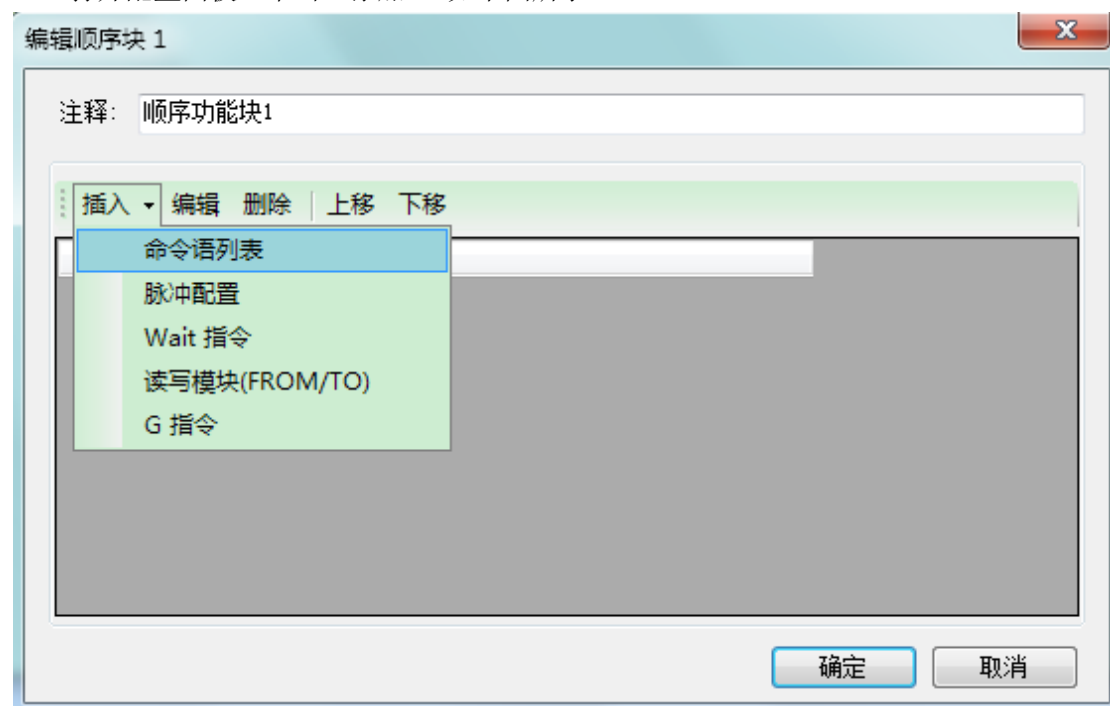 编辑顺序块 1
注释: 顺序功能块1
插入 编辑 删除 上移 下移
命令语列表
脉冲配置
Wait 指令
读写模块(FROM/TO)
G 指令
确定 取消